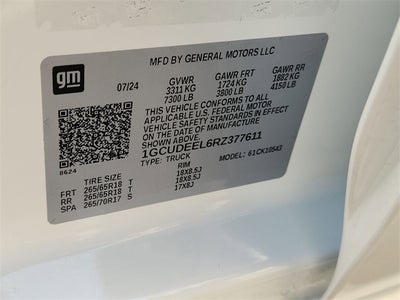 MFD BY GENERAL MOTORS LLC
gm
07/24 GVWR GAWR FRT GAWR RR
3311 KG 1724 KG 1882 KG
7300 LB 3800 LB 4150 LB
THIS VEHICLE CONFORMS TO ALL
APPLICABLE U.S. FEDERAL MOTOR
VEHICLE SAFETY STANDARDS IN EFFECT
ON THE DATE OF MANUFACTURE
1GCUDEEL6RZ377611
TYPE: TRUCK MODEL: 61CK10543
8624
TIRE SIZE RIM
FRT 265/65R18 T 18X8.5J
RR 265/65R18 T 18X8.5J
SPA 265/70R17 S 17X8J